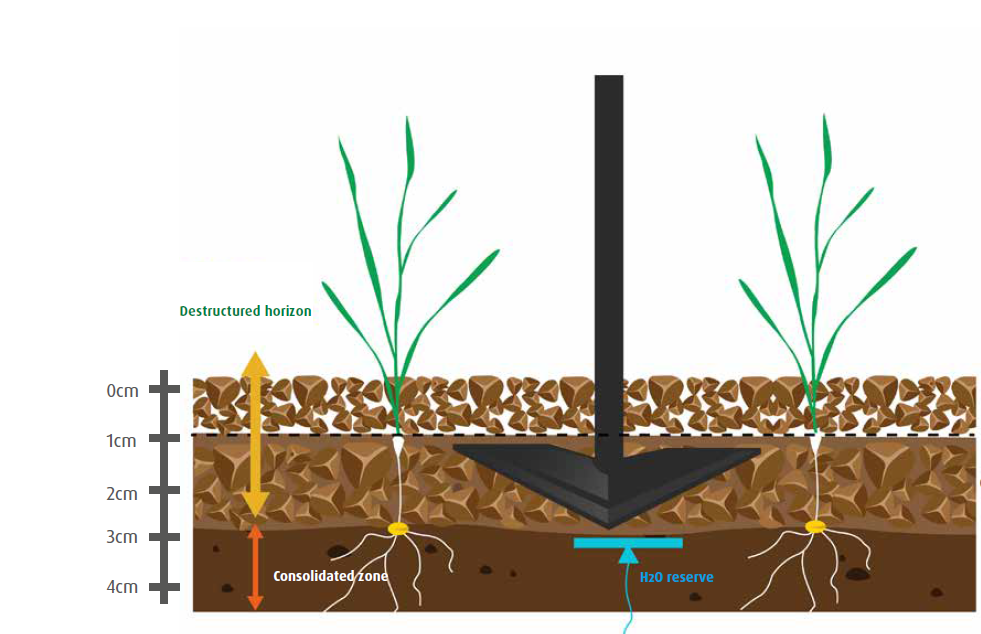 Destructured horizon
0cm
1cm
2cm
3cm
4cm
Consolidated zone
H2O reserve